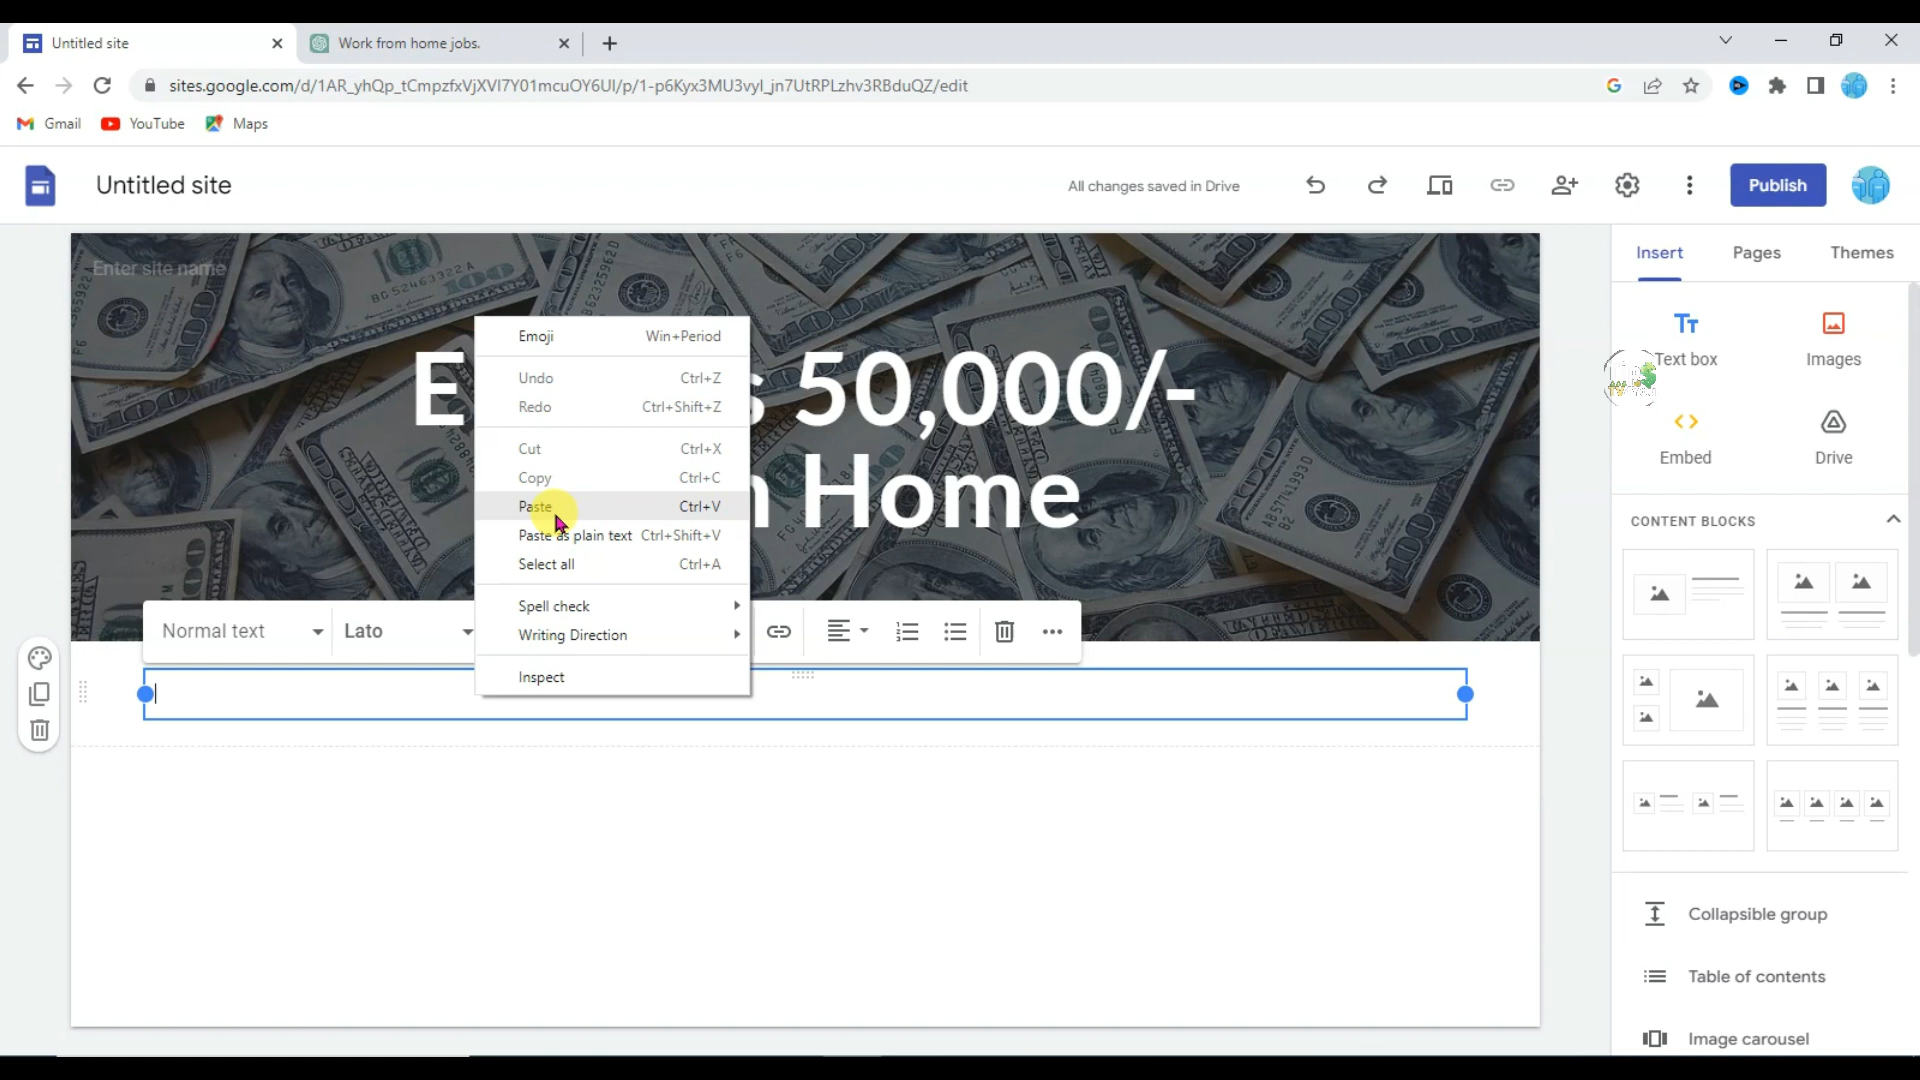 Untitled site
Work from home jobs.
sites.google.com/d/1AR_yhQp_tCmpzfxVjXVI7Y01mcuOY6UI/p/1-p6Kyx3MU3vyl_jn7UtRPLzhv3RBduQZ/edit
Gmail
YouTube
Maps
Untitled site
All changes saved in Drive
Publish
Enter site name
Insert
Pages
Themes
Emoji Win+Period
Undo Ctrl+Z
Redo Ctrl+Shift+Z
Cut Ctrl+X
Copy Ctrl+C
Paste Ctrl+V
Paste as plain text Ctrl+Shift+V
Select all Ctrl+A
Spell check
Writing Direction
Inspect
50,000/-
Home
Text box
Images
Embed
Drive
CONTENT BLOCKS
Normal text
Lato
Collapsible group
Table of contents
Image carousel